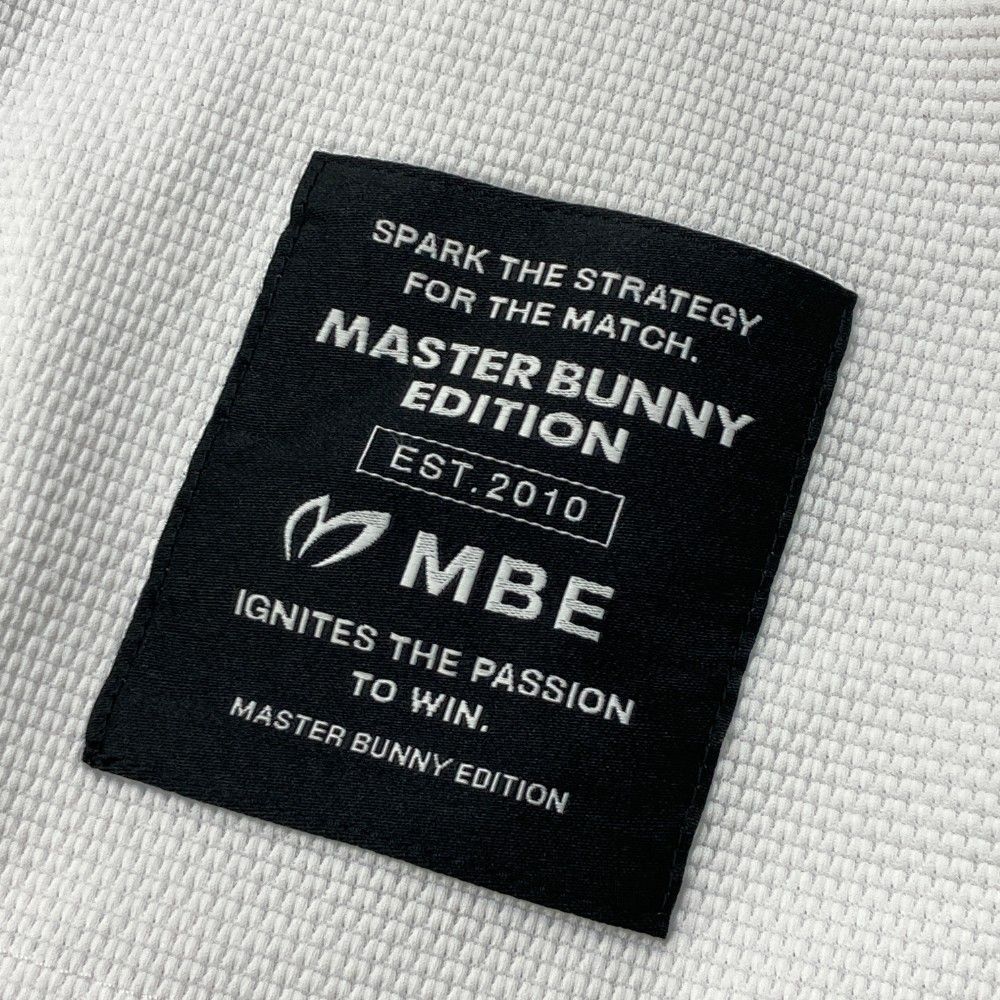 SPARK THE STRATEGY
FOR THE MATCH.
MASTER BUNNY
EDITION
EST. 2010
MBE
IGNITES THE PASSION
TO WIN.
MASTER BUNNY EDITION